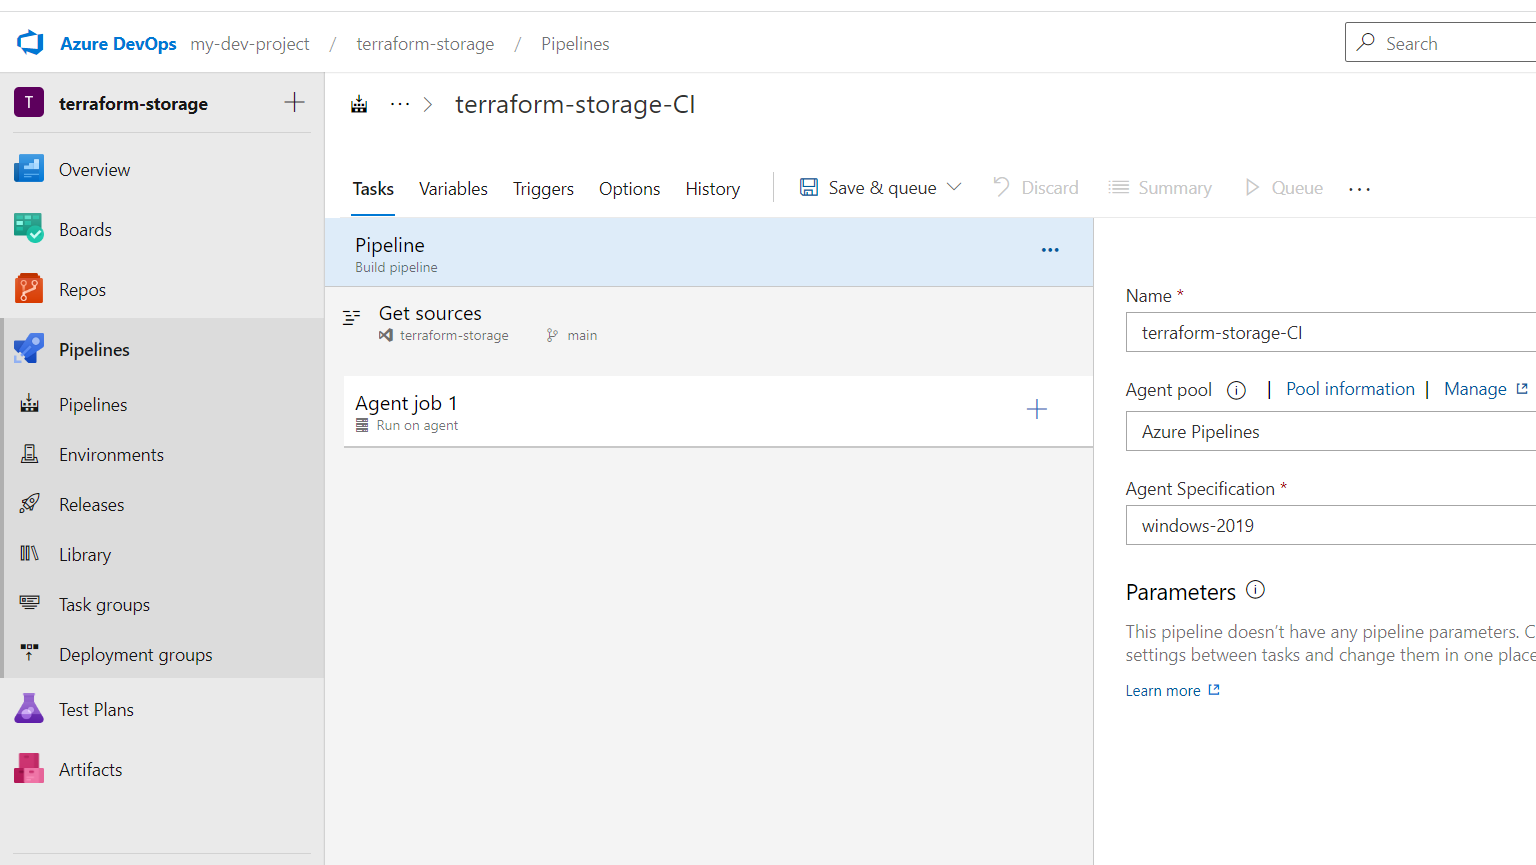 Azure DevOps my-dev-project / terraform-storage / Pipelines
Search
T terraform-storage
Overview
Boards
Repos
Pipelines
Pipelines
Environments
Releases
Library
Task groups
Deployment groups
Test Plans
Artifacts
··· > terraform-storage-CI
Tasks Variables Triggers Options History Save & queue Discard Summary Queue ···
Pipeline
Build pipeline
Get sources
terraform-storage main
Agent job 1
Run on agent
Name *
terraform-storage-CI
Agent pool | Pool information | Manage
Azure Pipelines
Agent Specification *
windows-2019
Parameters
This pipeline doesn't have any pipeline parameters. C
settings between tasks and change them in one place
Learn more